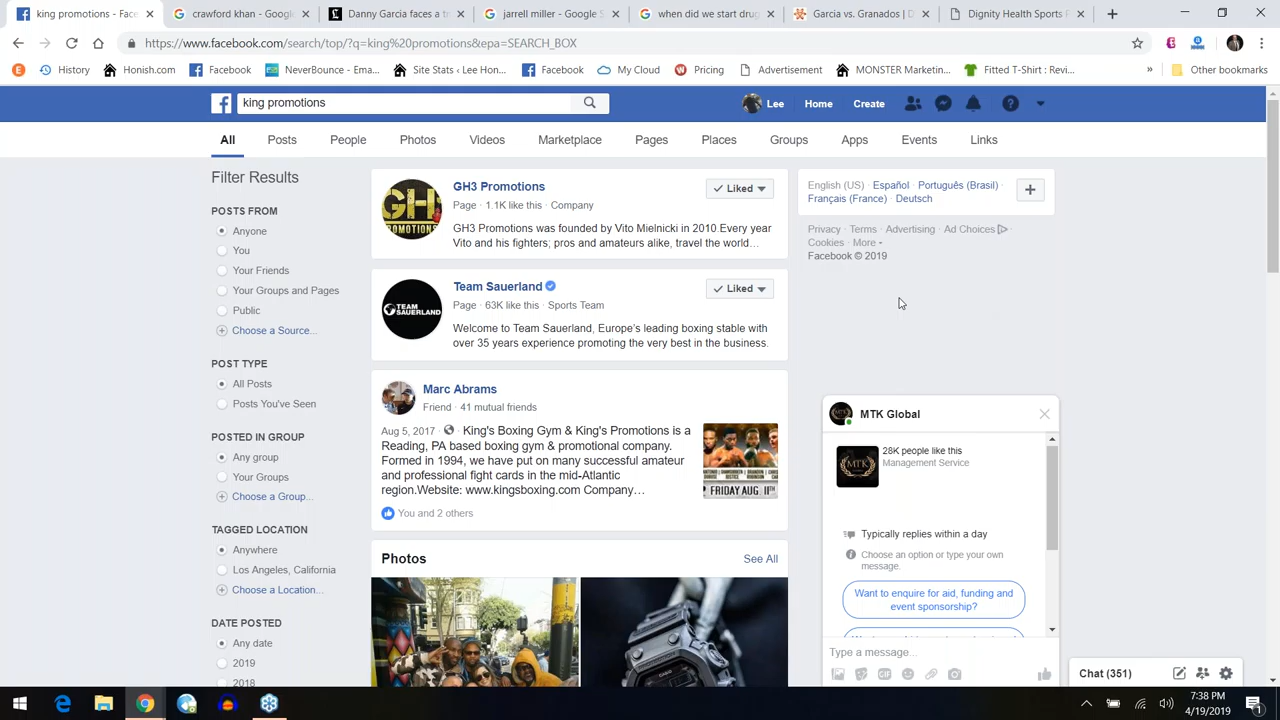 king promotions - Face
crawford khan - Google
Danny Garcia faces a tr
jarrell miller - Google S
when did we start drug
Garcia vs. Granados | D
Dignity Health Sports P
https://www.facebook.com/search/top/?q=king%20promotions&epa=SEARCH_BOX
History
Honish.com
Facebook
NeverBounce - Ema...
Site Stats ‹ Lee Hon...
Facebook
My Cloud
Pricing
Advertisement
MONSTER Marketin...
Fitted T-Shirt : Revi...
»
Other bookmarks
king promotions
Lee
Home
Create
All
Posts
People
Photos
Videos
Marketplace
Pages
Places
Groups
Apps
Events
Links
Filter Results
POSTS FROM
Anyone
You
Your Friends
Your Groups and Pages
Public
Choose a Source...
POST TYPE
All Posts
Posts You've Seen
POSTED IN GROUP
Any group
Your Groups
Choose a Group...
TAGGED LOCATION
Anywhere
Los Angeles, California
Choose a Location...
DATE POSTED
Any date
2019
2018
GH PROMOTIONS
GH3 Promotions
Page · 1.1K like this · Company
GH3 Promotions was founded by Vito Mielnicki in 2010.Every year
Vito and his fighters; pros and amateurs alike, travel the world…
Liked
TEAM
SAUERLAND
Team Sauerland
Page · 63K like this · Sports Team
Welcome to Team Sauerland, Europe's leading boxing stable with
over 35 years experience promoting the very best in the business.
Liked
Marc Abrams
Friend · 41 mutual friends
Aug 5, 2017 · King's Boxing Gym & King's Promotions is a
Reading, PA based boxing gym & promotional company.
Formed in 1994, we have put on many successful amateur
and professional fight cards in the mid-Atlantic
region.Website: www.kingsboxing.com Company…
FRIDAY AUG. 11TH
You and 2 others
Photos
See All
English (US) · Español · Português (Brasil) ·
Français (France) · Deutsch
Privacy · Terms · Advertising · Ad Choices ·
Cookies · More
Facebook © 2019
MTK Global
MTK
28K people like this
Management Service
Typically replies within a day
Choose an option or type your own
message.
Want to enquire for aid, funding and
event sponsorship?
Type a message...
GIF
Chat (351)
7:38 PM
4/19/2019
1